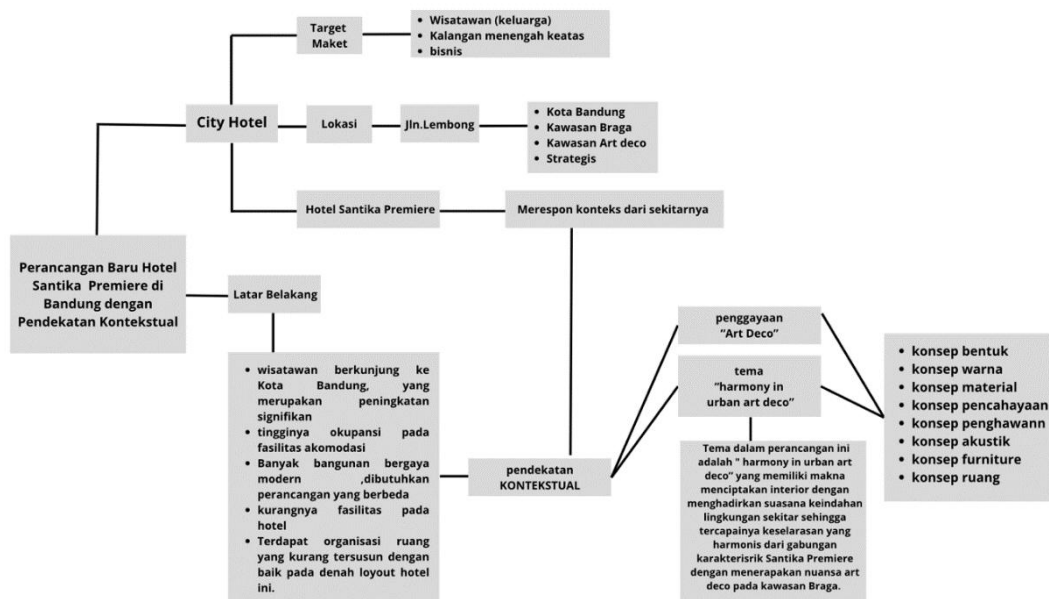 Target
Maket
• Wisatawan (keluarga)
• Kalangan menengah keatas
• bisnis
City Hotel
Lokasi
Jln.Lembong
• Kota Bandung
• Kawasan Braga
• Kawasan Art deco
• Strategis
Hotel Santika Premiere
Merespon konteks dari sekitarnya
Perancangan Baru Hotel
Santika Premiere di
Bandung dengan
Pendekatan Kontekstual
Latar Belakang
• wisatawan berkunjung ke
Kota Bandung, yang
merupakan peningkatan
signifikan
• tingginya okupansi pada
fasilitas akomodasi
• Banyak bangunan bergaya
modern ,dibutuhkan
perancangan yang berbeda
• kurangnya fasilitas pada
hotel
• Terdapat organisasi ruang
yang kurang tersusun dengan
baik pada denah loyout hotel
ini.
pendekatan
KONTEKSTUAL
penggayaan
“Art Deco”
tema
“harmony in
urban art deco”
Tema dalam perancangan ini
adalah " harmony in urban art
deco” yang memiliki makna
menciptakan interior dengan
menghadirkan suasana keindahan
lingkungan sekitar sehingga
tercapainya keselarasan yang
harmonis dari gabungan
karakterisrik Santika Premiere
dengan menerapakan nuansa art
deco pada kawasan Braga.
• konsep bentuk
• konsep warna
• konsep material
• konsep pencahayaan
• konsep penghawann
• konsep akustik
• konsep furniture
• konsep ruang